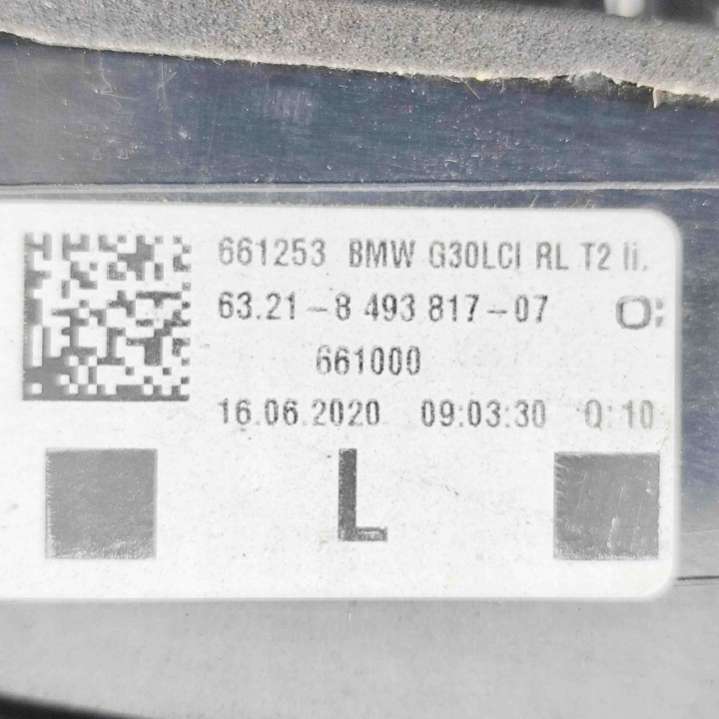 661253 BMW G30LCI RL T2 li.
63.21-8 493 817-07 O:
661000
16.06.2020 09:03:30 Q:10
L